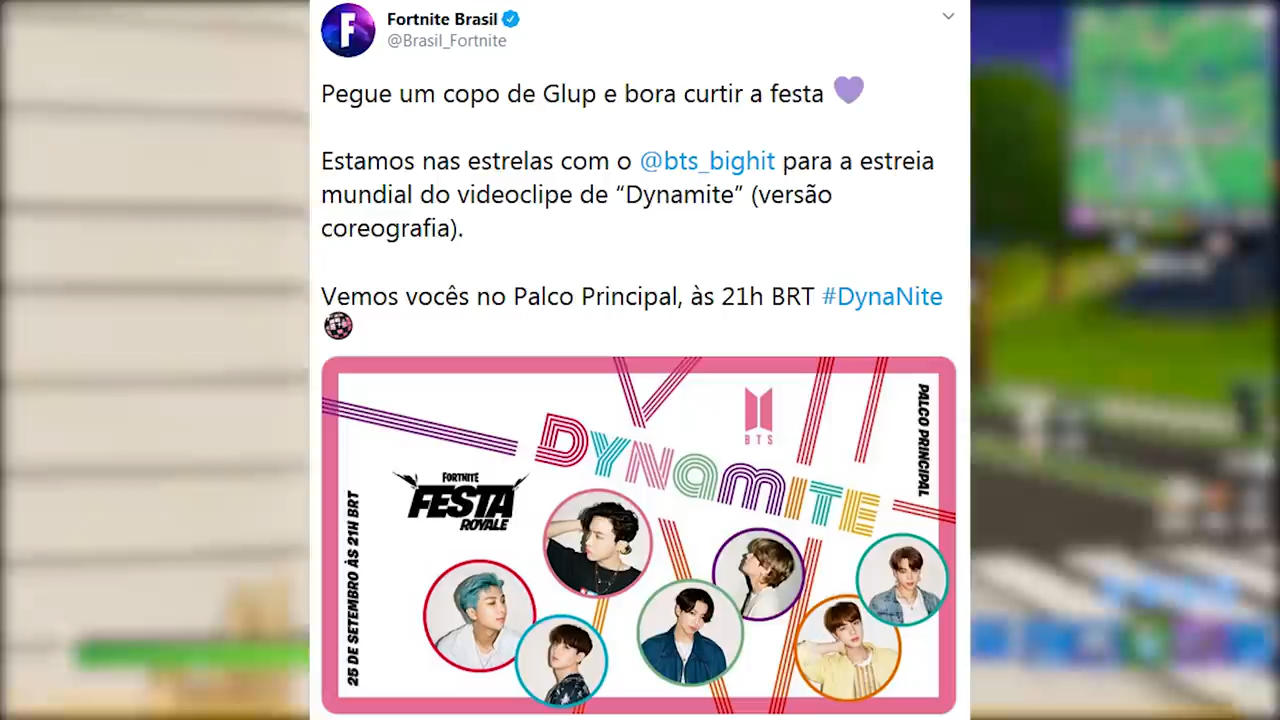 Fortnite Brasil
@Brasil_Fortnite
Pegue um copo de Glup e bora curtir a festa 💜
Estamos nas estrelas com o @bts_bighit para a estreia
mundial do videoclipe de “Dynamite” (versão
coreografia).
Vemos vocês no Palco Principal, às 21h BRT #DynaNite
BTS
DYNAMITE
PALCO PRINCIPAL
FORTNITE
FESTA
ROYALE
25 DE SETEMBRO ÀS 21H BRT